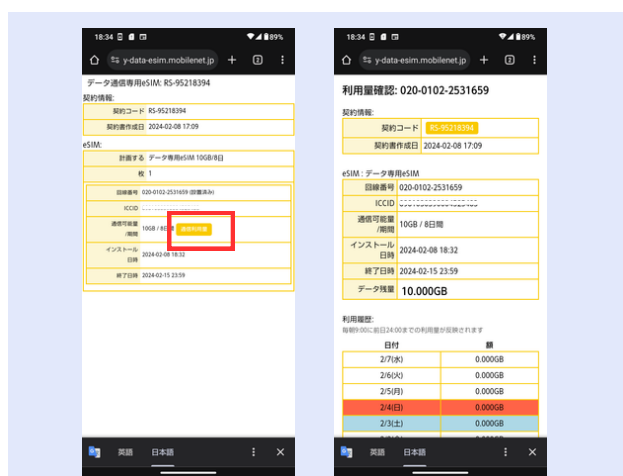 18:34
89%
y-data-esim.mobilenet.jp
データ通信専用eSIM: RS-95218394
契約情報:
契約コード RS-95218394
契約書作成日 2024-02-08 17:09
eSIM:
計画する データ専用eSIM 10GB/8日
枚 1
回線番号 020-0102-2531659
ICCID
通信可能量/期間 10GB / 8日間 通信利用量
インストール日時 2024-02-08 18:32
終了日時 2024-02-15 23:59
英語 日本語
18:34
89%
y-data-esim.mobilenet.jp
利用量確認: 020-0102-2531659
契約情報:
契約コード RS-95218394
契約書作成日 2024-02-08 17:09
eSIM : データ専用eSIM
回線番号 020-0102-2531659
ICCID
通信可能量/期間 10GB / 8日間
インストール日時 2024-02-08 18:32
終了日時 2024-02-15 23:59
データ残量 10.000GB
利用履歴:
毎朝9:00に前日24:00までの利用量が反映されます
日付 額
2/7(水) 0.000GB
2/6(火) 0.000GB
2/5(月) 0.000GB
2/4(日) 0.000GB
2/3(土) 0.000GB
英語 日本語